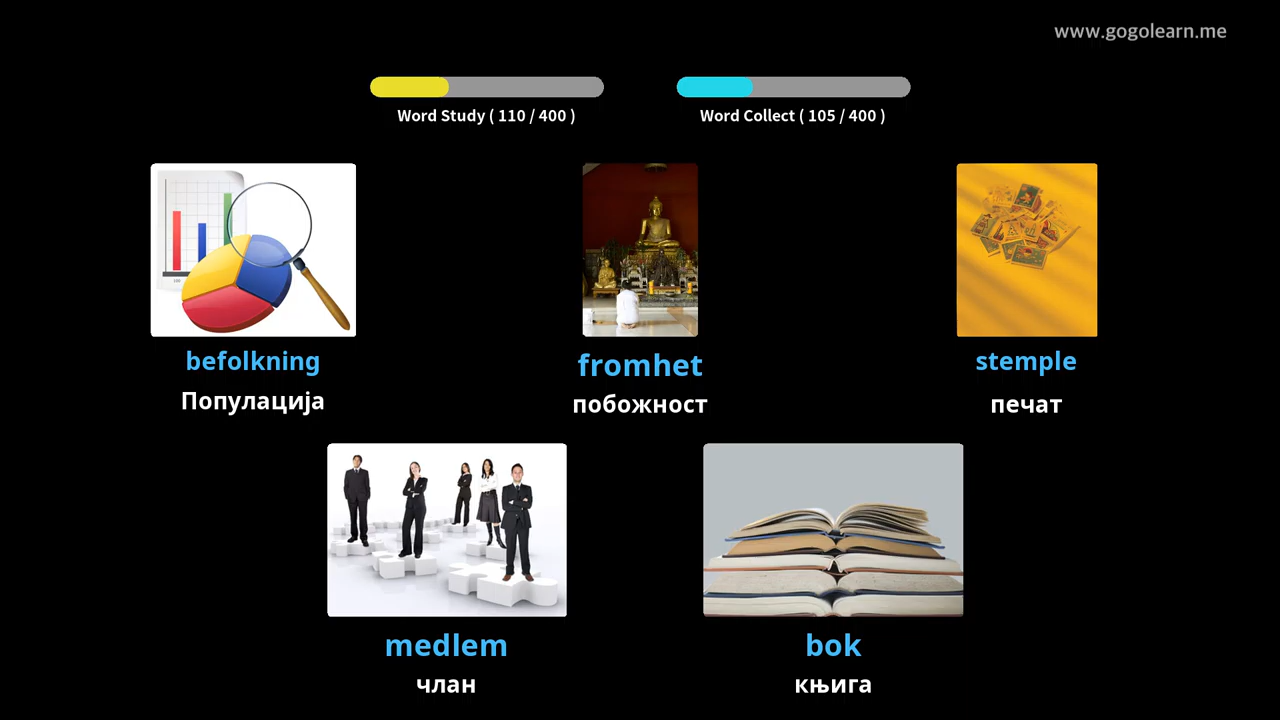 www.gogolearn.me
Word Study ( 110 / 400 )
Word Collect ( 105 / 400 )
befolkning
Популација
fromhet
побожност
stemple
печат
medlem
члан
bok
књига